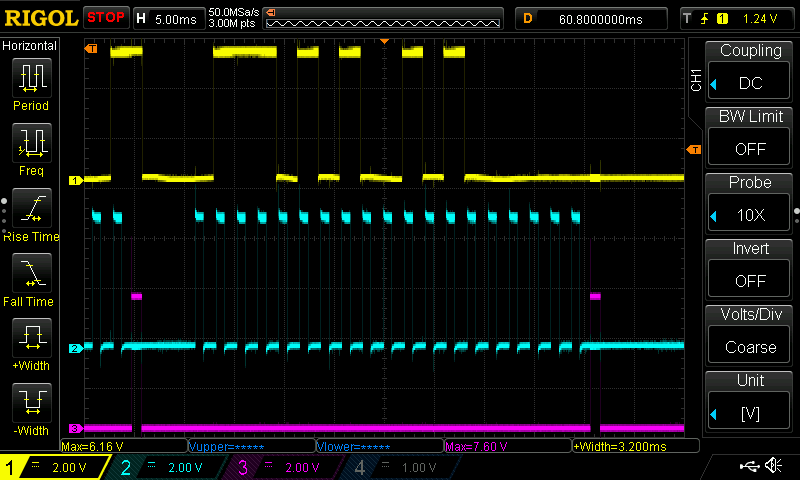 RIGOL STOP H 5.00ms 50.0MSa/s 3.00M pts D 60.8000000ms T 1 1.24 V
Horizontal
Period
Freq
Rise Time
Fall Time
+Width
-Width
T
1
2
3
T
CH1
Coupling
DC
BW Limit
OFF
Probe
10X
Invert
OFF
Volts/Div
Coarse
Unit
[V]
Max=6.16 V Vupper=***** Vlower=***** Max=7.60 V +Width=3.200ms
1 2.00 V 2 2.00 V 3 2.00 V 4 1.00 V